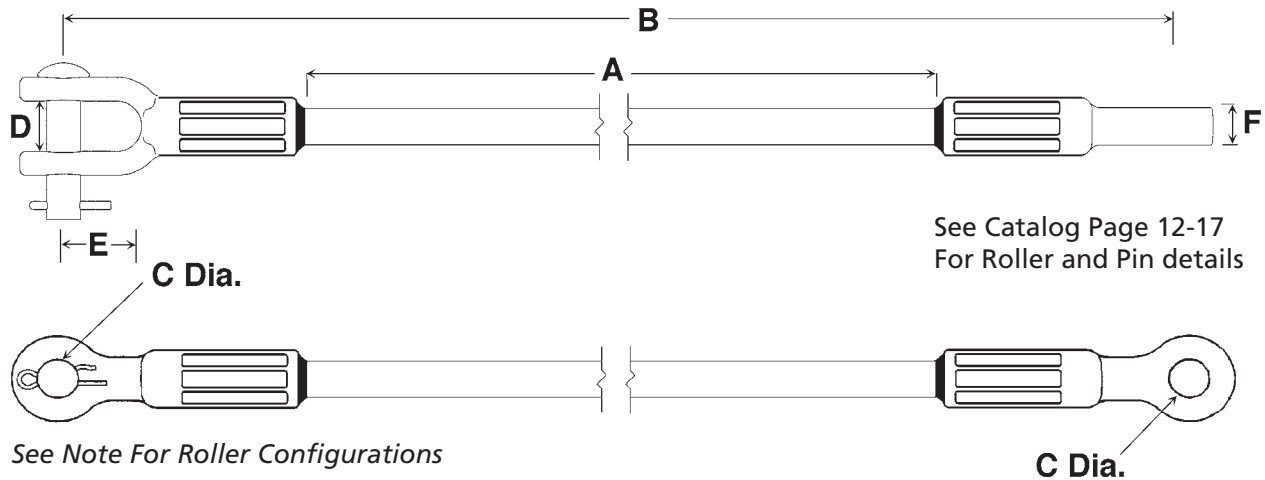 B
A
D
F
E
See Catalog Page 12-17
For Roller and Pin details
C Dia.
See Note For Roller Configurations
C Dia.